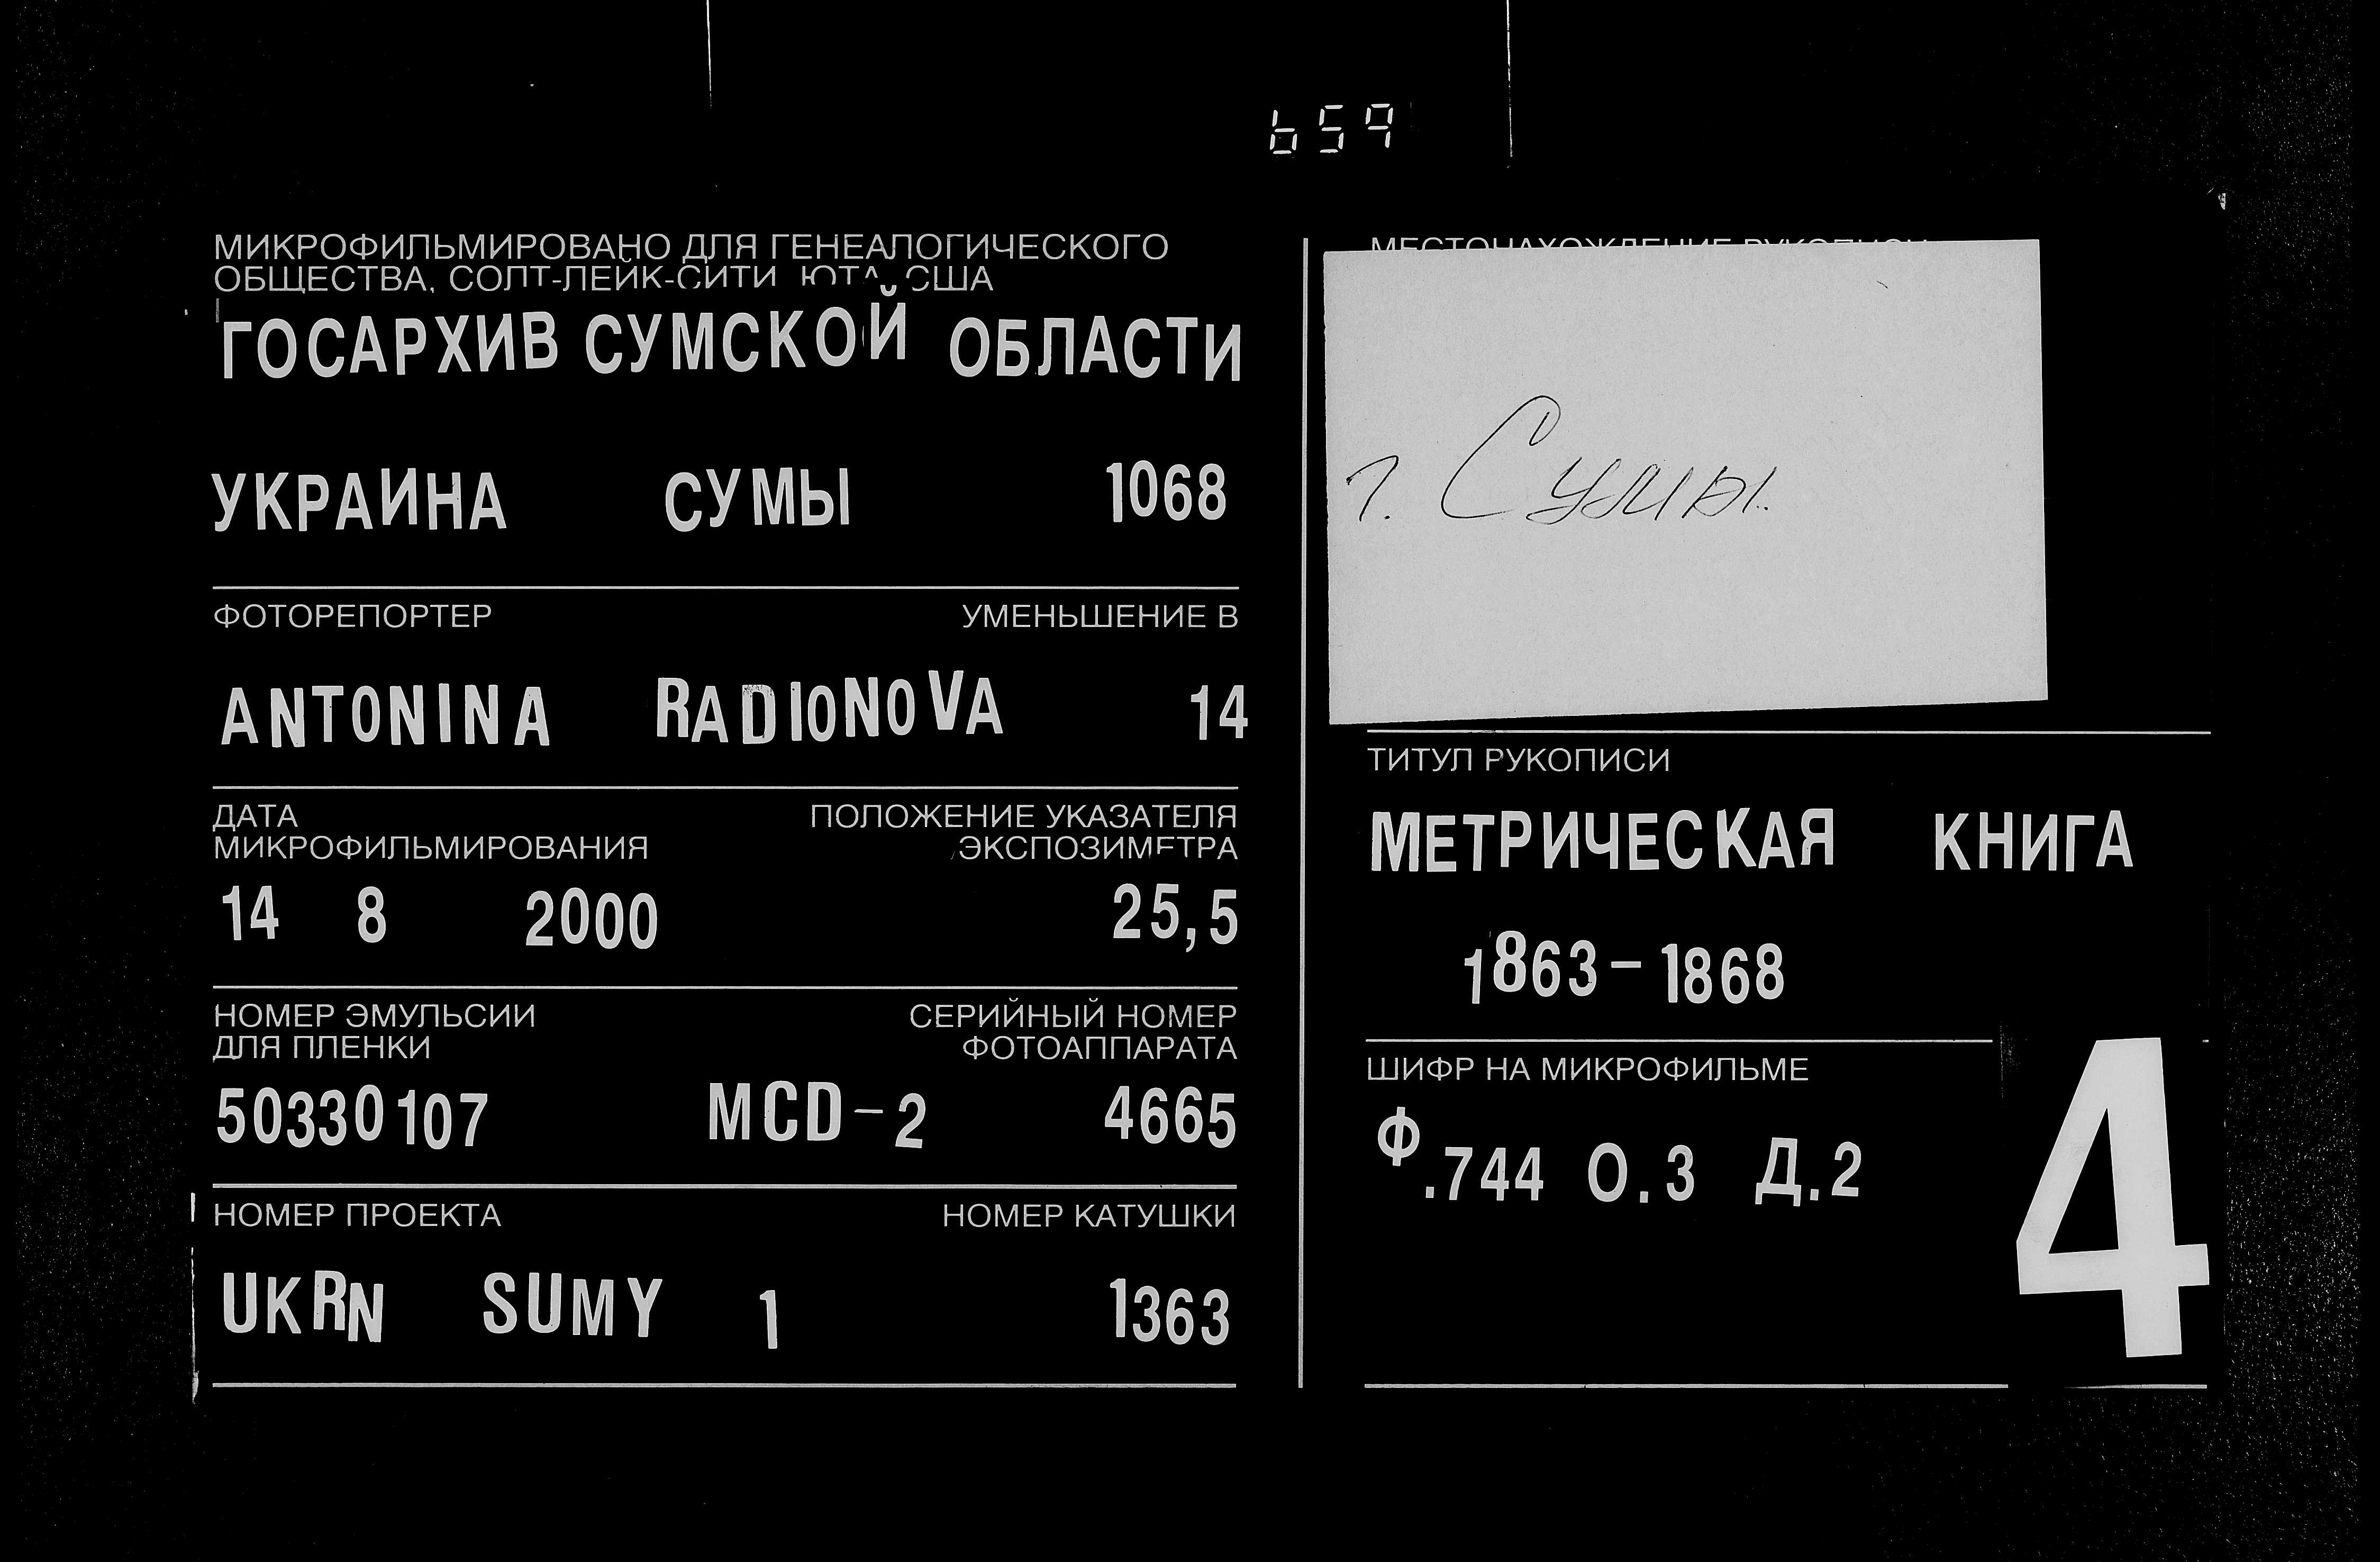 659
МИКРОФИЛЬМИРОВАНО ДЛЯ ГЕНЕАЛОГИЧЕСКОГО
ОБЩЕСТВА, СОЛТ-ЛЕЙК-СИТИ, ЮТА, США
ГОСАРХИВ СУМСКОЙ ОБЛАСТИ
УКРАИНА СУМЫ 1068
ФОТОРЕПОРТЕР УМЕНЬШЕНИЕ В
ANTONINA RADIONOVA 14
ДАТА
МИКРОФИЛЬМИРОВАНИЯ
ПОЛОЖЕНИЕ УКАЗАТЕЛЯ
ЭКСПОЗИМЕТРА
14 8 2000 25,5
НОМЕР ЭМУЛЬСИИ
ДЛЯ ПЛЕНКИ
СЕРИЙНЫЙ НОМЕР
ФОТОАППАРАТА
50330107 MCD-2 4665
НОМЕР ПРОЕКТА НОМЕР КАТУШКИ
UKRN SUMY 1 1363
МЕСТОНАХОЖДЕНИЕ РУКОПИСИ
г. Сумы.
ТИТУЛ РУКОПИСИ
МЕТРИЧЕСКАЯ КНИГА
1863-1868
ШИФР НА МИКРОФИЛЬМЕ
Ф.744 О.3 Д.2
4